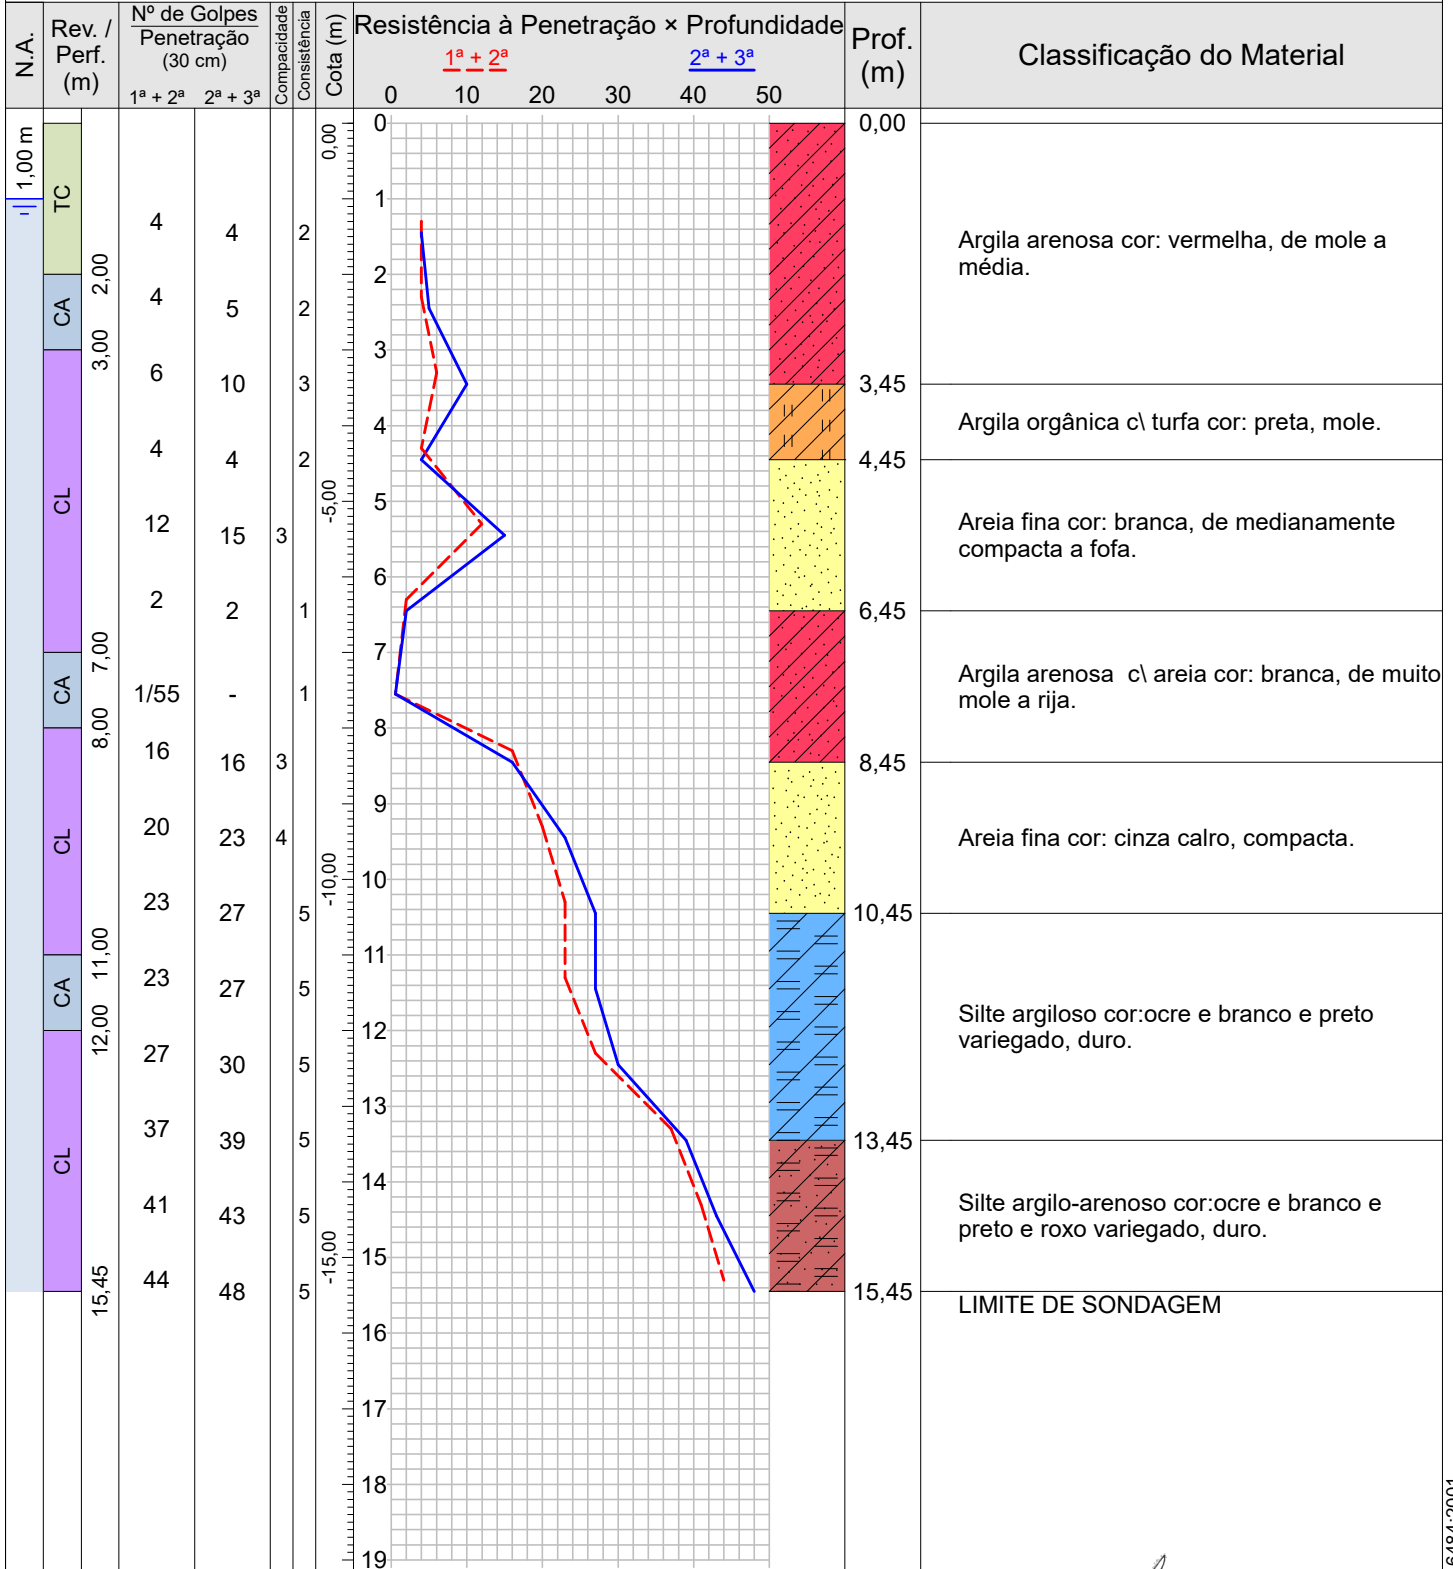 N.A.
Rev. /
Perf.
(m)
Nº de Golpes
Penetração
(30 cm)
1ª + 2ª 2ª + 3ª
Compacidade
Consistência
Cota (m)
Resistência à Penetração × Profundidade
1ª + 2ª 2ª + 3ª
0 10 20 30 40 50
Prof.
(m)
Classificação do Material
1,00 m
TC
2,00
CA
3,00
CL
7,00
CA
8,00
CL
11,00
CA
12,00
CL
15,45
4 4 2
4 5 2
6 10 3
4 4 2
12 15 3
2 2 1
1/55 - 1
16 16 3
20 23 4
23 27 5
23 27 5
27 30 5
37 39 5
41 43 5
44 48 5
0,00
-5,00
-10,00
-15,00
0
1
2
3
4
5
6
7
8
9
10
11
12
13
14
15
16
17
18
19
0,00
Argila arenosa cor: vermelha, de mole a
média.
3,45
Argila orgânica c\ turfa cor: preta, mole.
4,45
Areia fina cor: branca, de medianamente
compacta a fofa.
6,45
Argila arenosa c\ areia cor: branca, de muito
mole a rija.
8,45
Areia fina cor: cinza calro, compacta.
10,45
Silte argiloso cor:ocre e branco e preto
variegado, duro.
13,45
Silte argilo-arenoso cor:ocre e branco e
preto e roxo variegado, duro.
15,45
LIMITE DE SONDAGEM
6484:2001